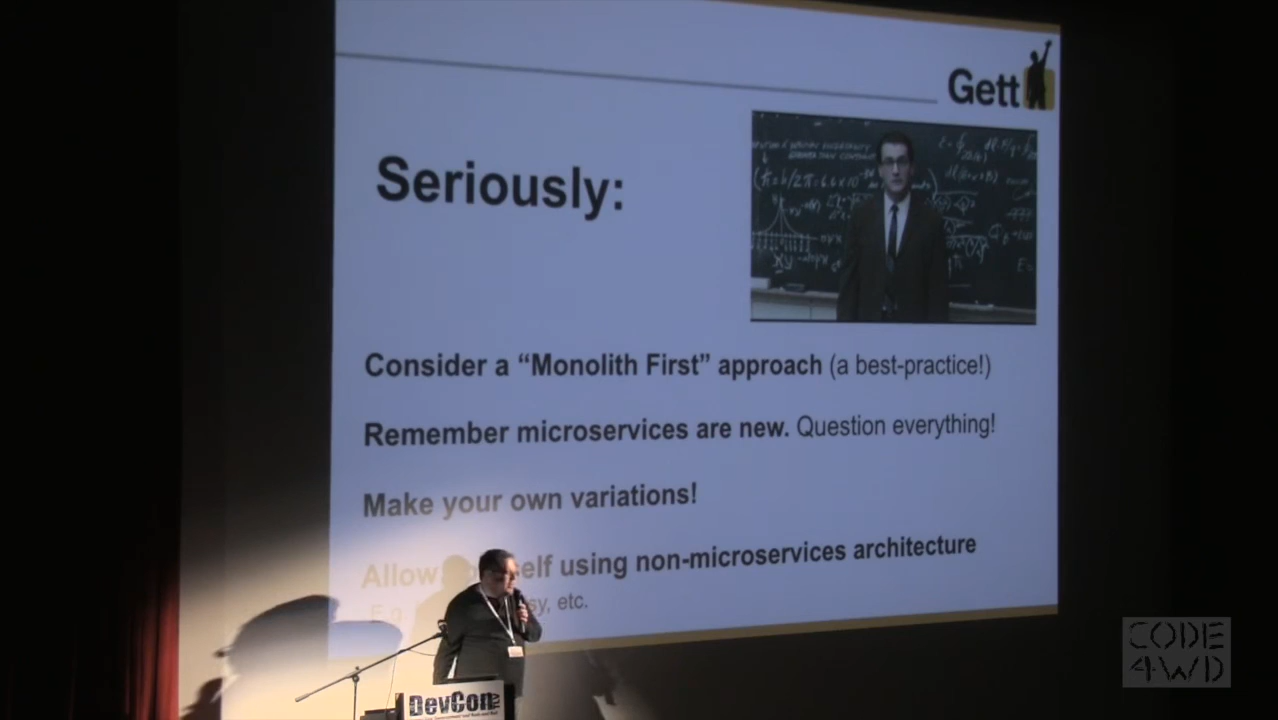 Gett
Seriously:
Consider a “Monolith First” approach (a best-practice!)
Remember microservices are new. Question everything!
Make your own variations!
Allow self using non-microservices architecture
etc.
DevCon
CODE
4WD